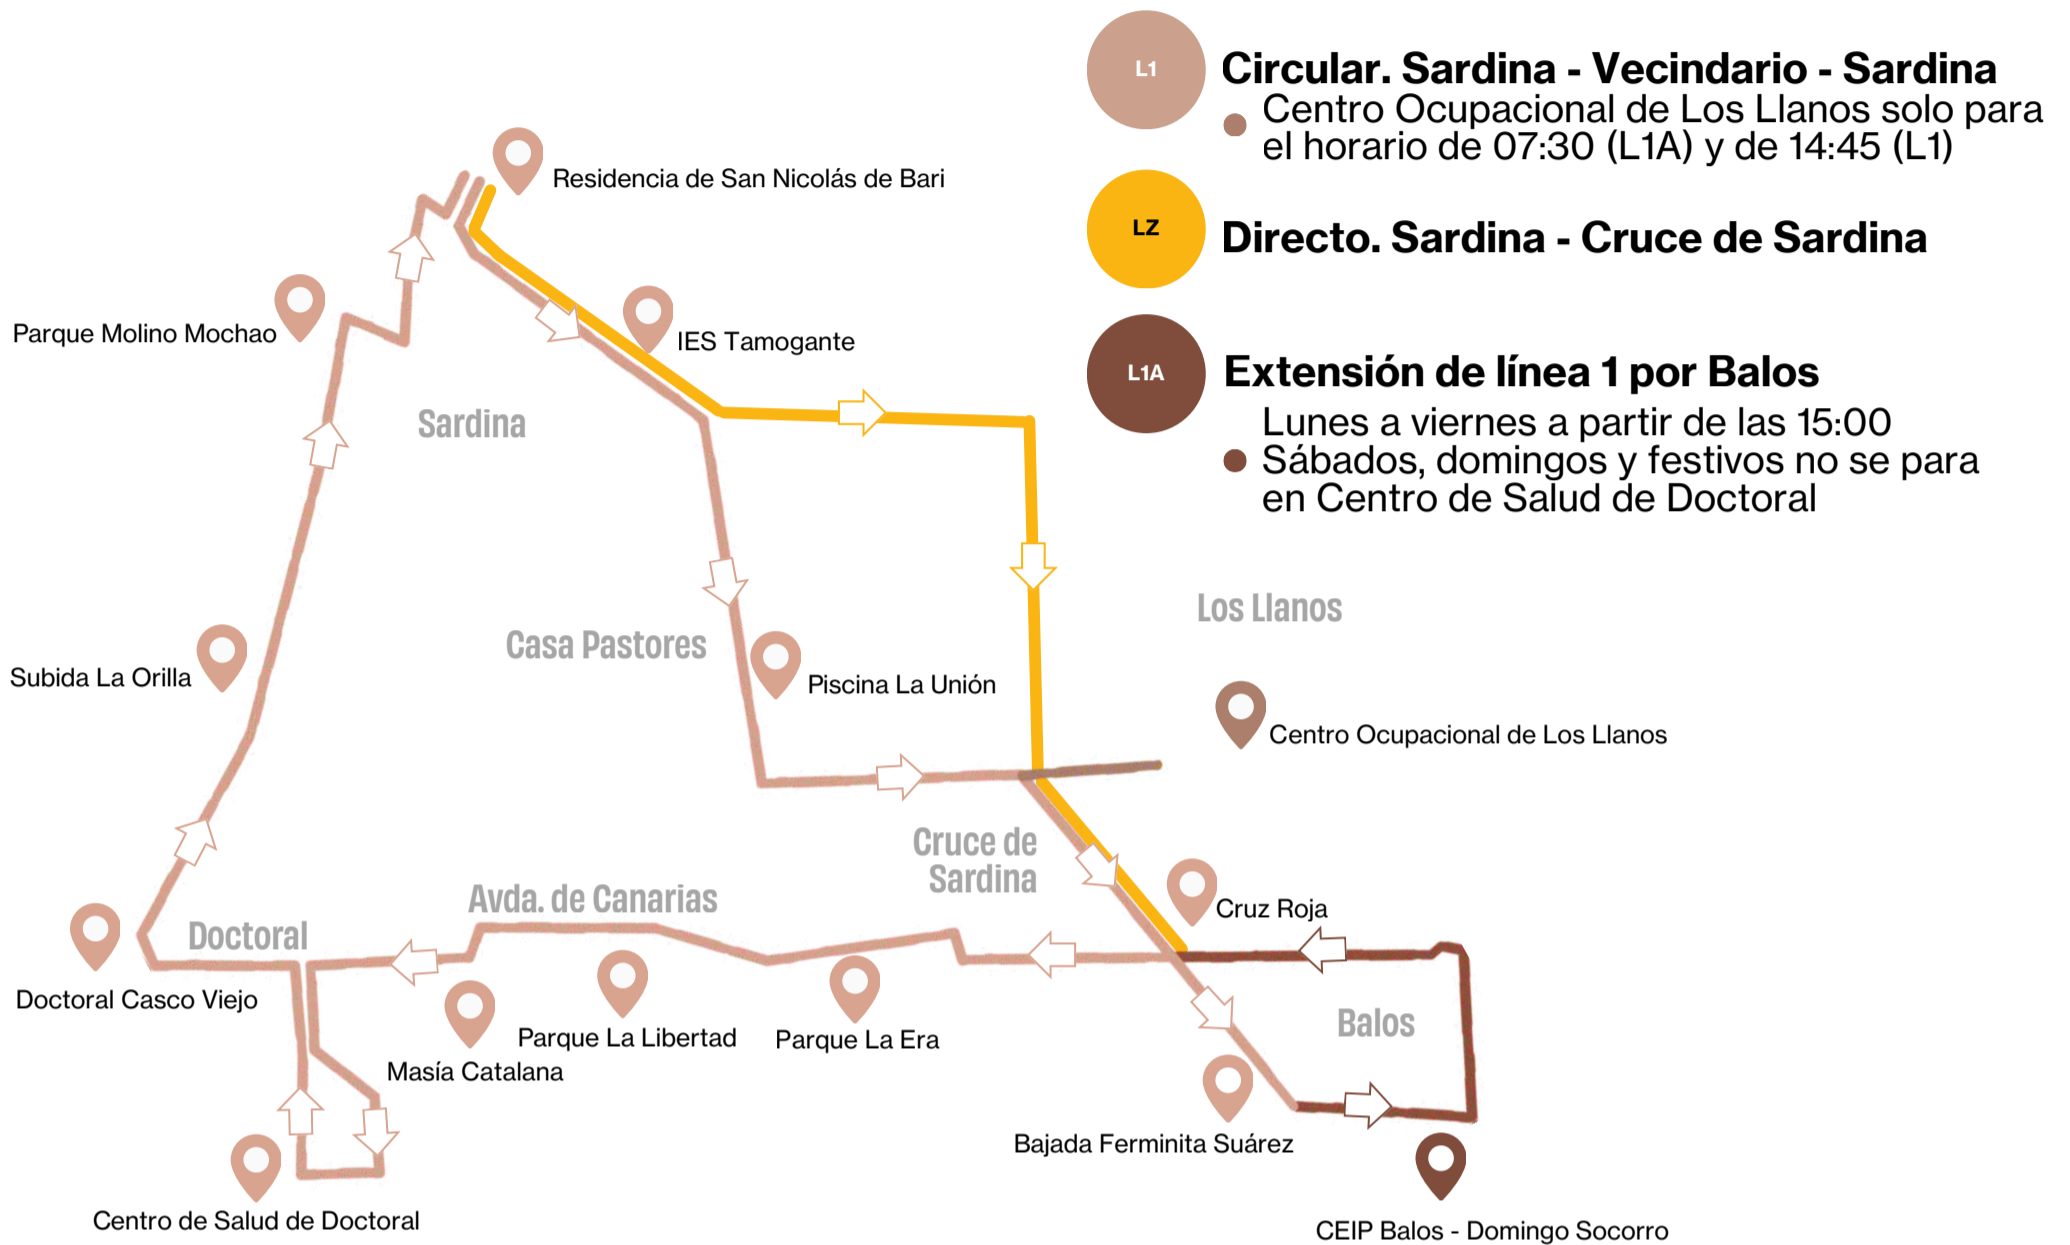 L1
Circular. Sardina - Vecindario - Sardina
Centro Ocupacional de Los Llanos solo para
el horario de 07:30 (L1A) y de 14:45 (L1)
LZ
Directo. Sardina - Cruce de Sardina
L1A
Extensión de línea 1 por Balos
Lunes a viernes a partir de las 15:00
Sábados, domingos y festivos no se para
en Centro de Salud de Doctoral
Residencia de San Nicolás de Bari
Parque Molino Mochao
IES Tamogante
Sardina
Los Llanos
Casa Pastores
Subida La Orilla
Piscina La Unión
Centro Ocupacional de Los Llanos
Cruce de
Sardina
Avda. de Canarias
Cruz Roja
Doctoral
Doctoral Casco Viejo
Balos
Parque La Libertad
Parque La Era
Masía Catalana
Bajada Ferminita Suárez
Centro de Salud de Doctoral
CEIP Balos - Domingo Socorro